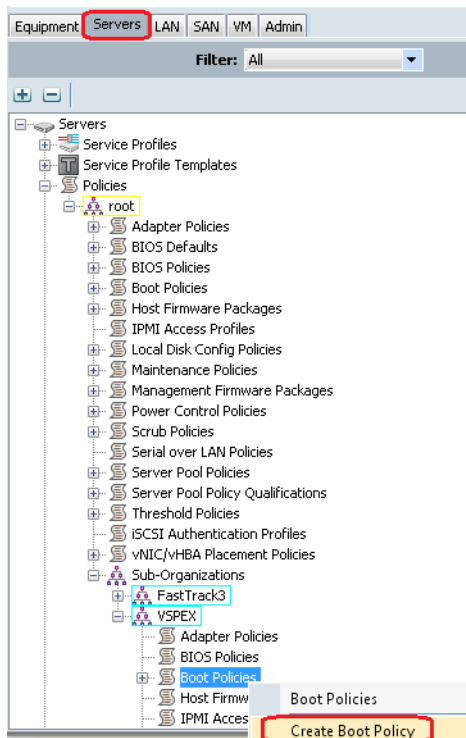 Equipment Servers LAN SAN VM Admin
Filter: All
Servers
Service Profiles
Service Profile Templates
Policies
root
Adapter Policies
BIOS Defaults
BIOS Policies
Boot Policies
Host Firmware Packages
IPMI Access Profiles
Local Disk Config Policies
Maintenance Policies
Management Firmware Packages
Power Control Policies
Scrub Policies
Serial over LAN Policies
Server Pool Policies
Server Pool Policy Qualifications
Threshold Policies
iSCSI Authentication Profiles
vNIC/vHBA Placement Policies
Sub-Organizations
FastTrack3
VSPEX
Adapter Policies
BIOS Policies
Boot Policies
Host Firmw Boot Policies
IPMI Acces Create Boot Policy